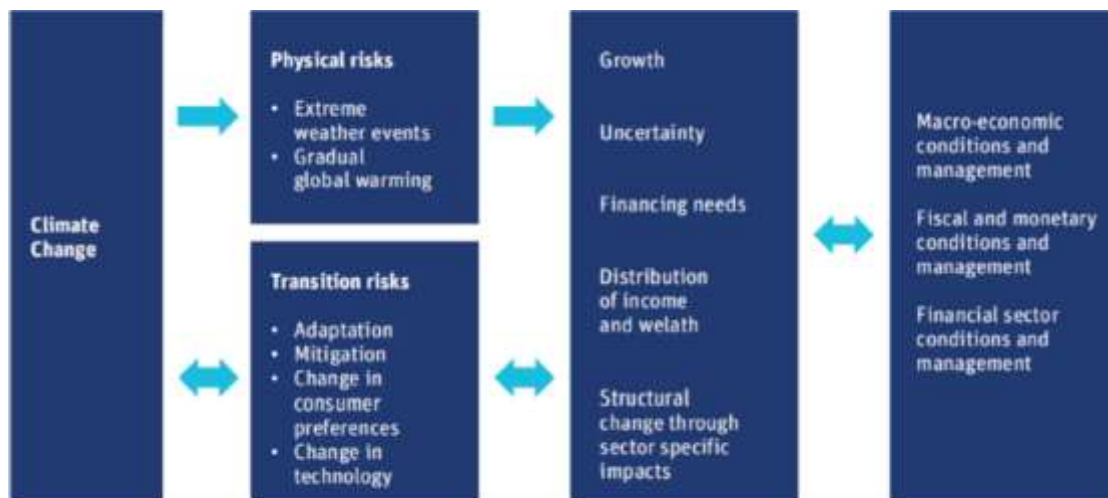 Climate
Change
Physical risks
• Extreme
weather events
• Gradual
global warming
Transition risks
• Adaptation
• Mitigation
• Change in
consumer
preferences
• Change in
technology
Growth
Uncertainty
Financing needs
Distribution
of income
and welath
Structural
change through
sector specific
impacts
Macro-economic
conditions and
management
Fiscal and monetary
conditions and
management
Financial sector
conditions and
management